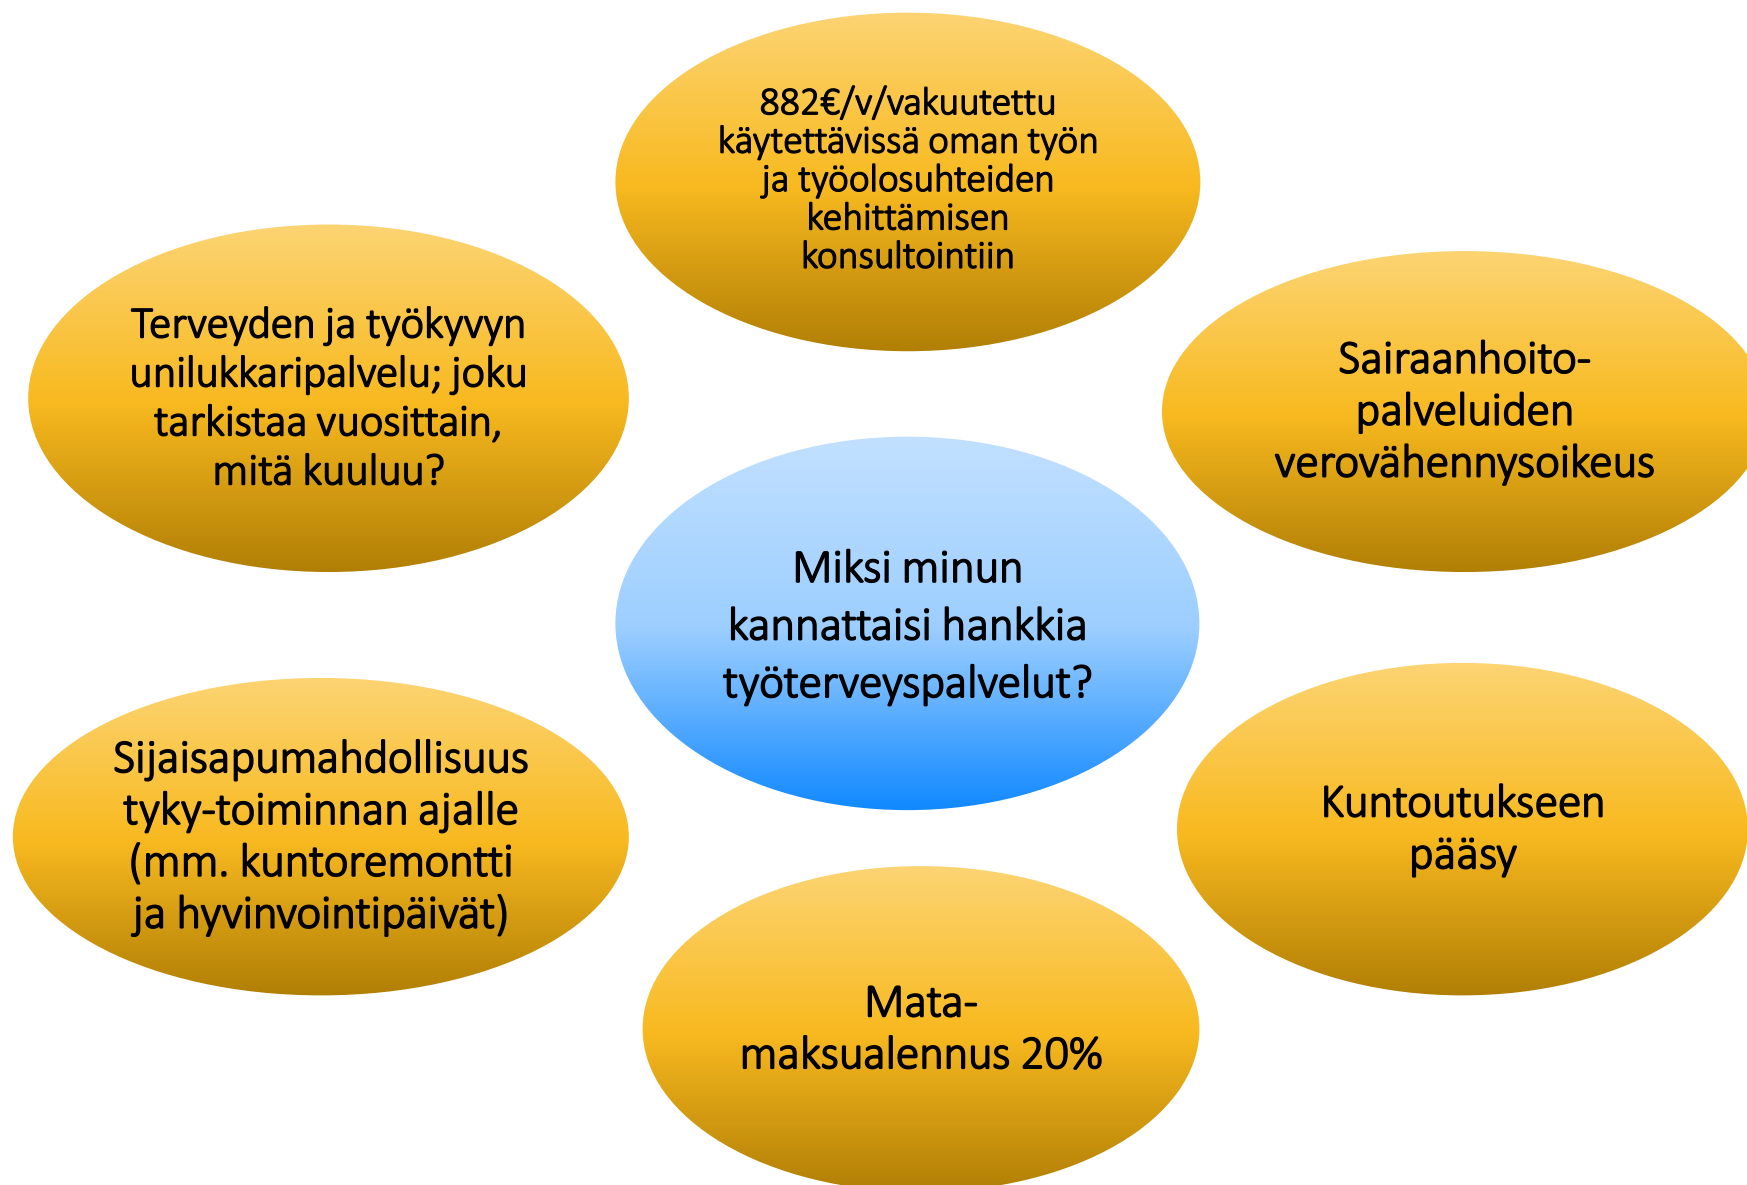 882€/v/vakuutettu
käytettävissä oman työn
ja työolosuhteiden
kehittämisen
konsultointiin
Terveyden ja työkyvyn
unilukkaripalvelu; joku
tarkistaa vuosittain,
mitä kuuluu?
Sairaanhoito-
palveluiden
verovähennysoikeus
Miksi minun
kannattaisi hankkia
työterveyspalvelut?
Sijaisapumahdollisuus
tyky-toiminnan ajalle
(mm. kuntoremontti
ja hyvinvointipäivät)
Kuntoutukseen
pääsy
Mata-
maksualennus 20%